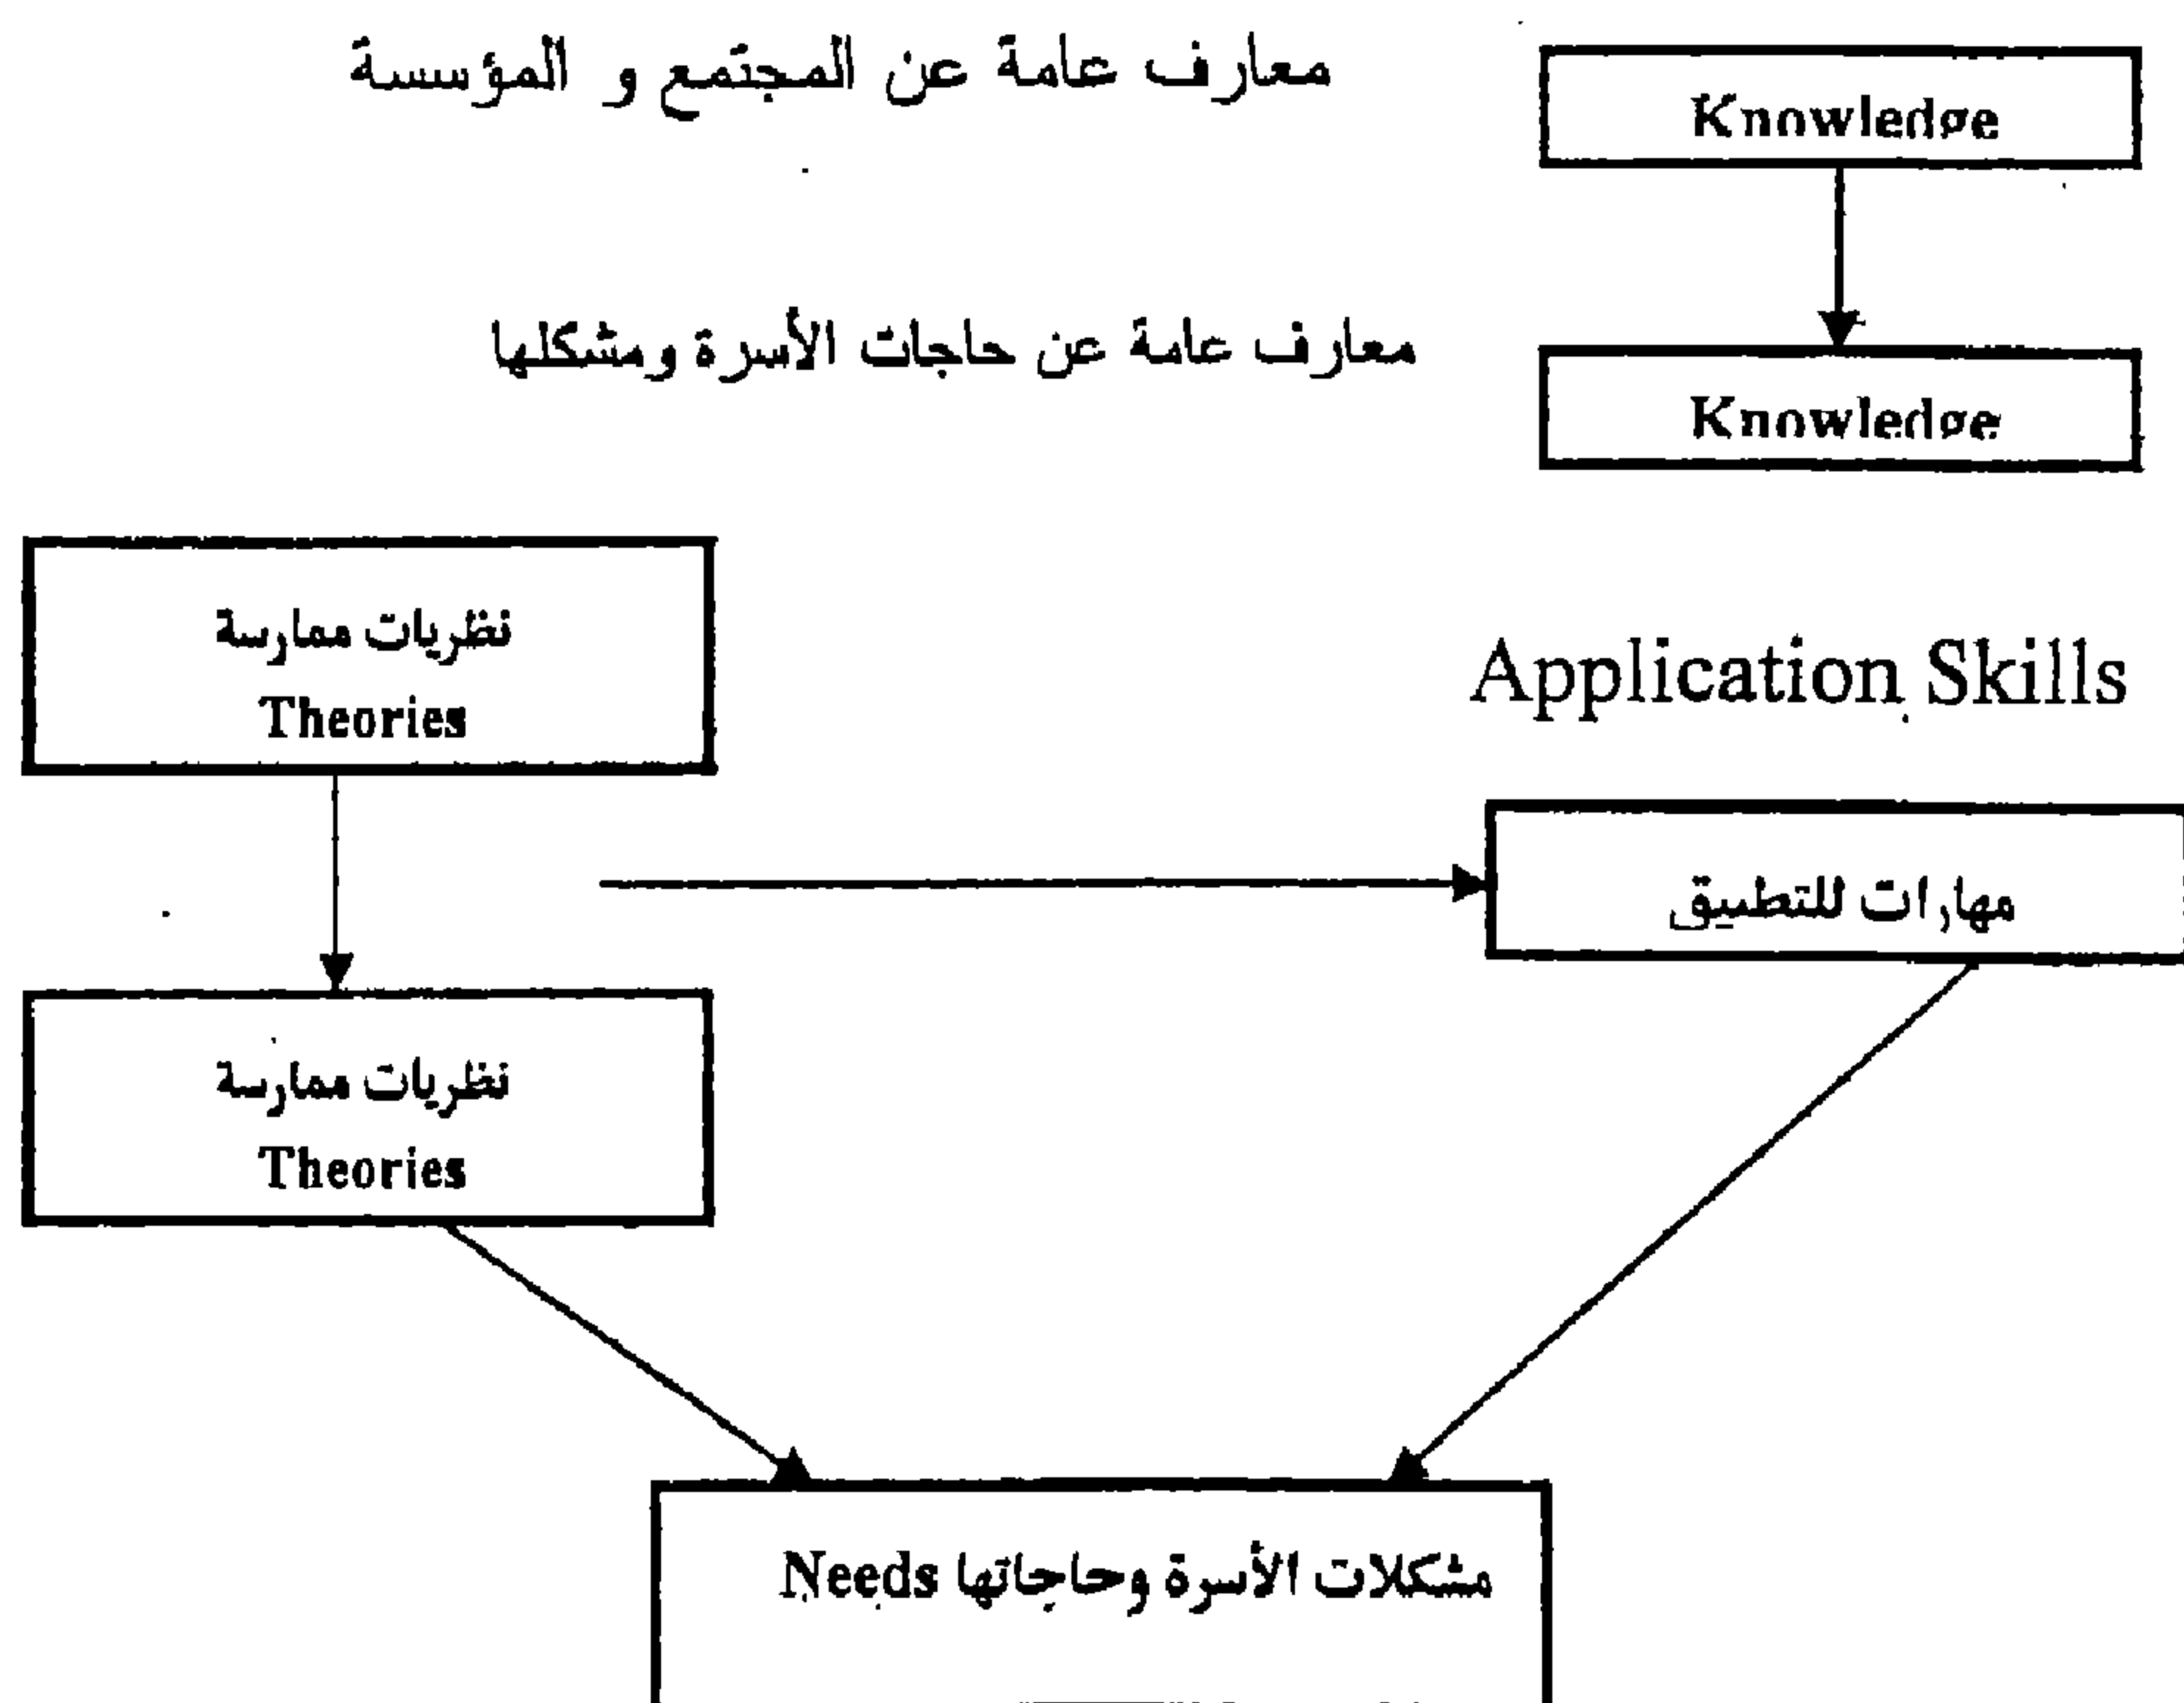 معارف عامة عن المجتمع و المؤسسة
Knowledge
معارف عامة عن حاجات الأسرة ومشكلها
Knowledge
نظريات ممارسة
Theories
Application Skills
مهارات للتطبيق
نظريات ممارسة
Theories
مشكلات الأسرة وحاجاتها Needs